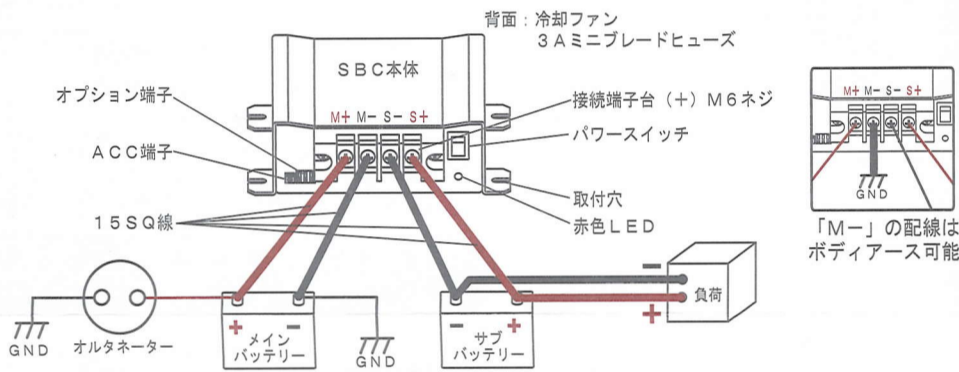 背面：冷却ファン
３Ａミニブレードヒューズ
ＳＢＣ本体
オプション端子
M+ M− S− S+
接続端子台（＋）Ｍ６ネジ
パワースイッチ
ＡＣＣ端子
取付穴
赤色ＬＥＤ
１５ＳＱ線
M+ M− S− S+
GND
「Ｍ−」の配線は
ボディアース可能
−
負荷
+
GND
オルタネーター
+ −
メイン
バッテリー
GND
− +
サブ
バッテリー